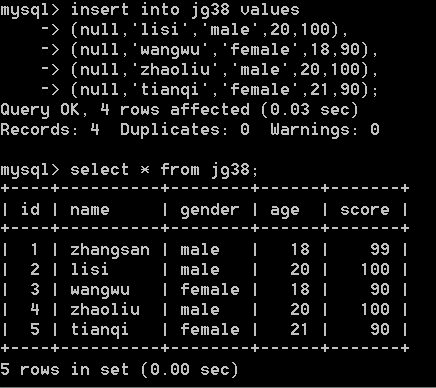 mysql> insert into jg38 values
    -> (null,'lisi','male',20,100),
    -> (null,'wangwu','female',18,90),
    -> (null,'zhaoliu','male',20,100),
    -> (null,'tianqi','female',21,90);
Query OK, 4 rows affected (0.03 sec)
Records: 4  Duplicates: 0  Warnings: 0

mysql> select * from jg38;
+----+----------+--------+------+-------+
| id | name     | gender | age  | score |
+----+----------+--------+------+-------+
|  1 | zhangsan | male   |   18 |    99 |
|  2 | lisi     | male   |   20 |   100 |
|  3 | wangwu   | female |   18 |    90 |
|  4 | zhaoliu  | male   |   20 |   100 |
|  5 | tianqi   | female |   21 |    90 |
+----+----------+--------+------+-------+
5 rows in set (0.00 sec)